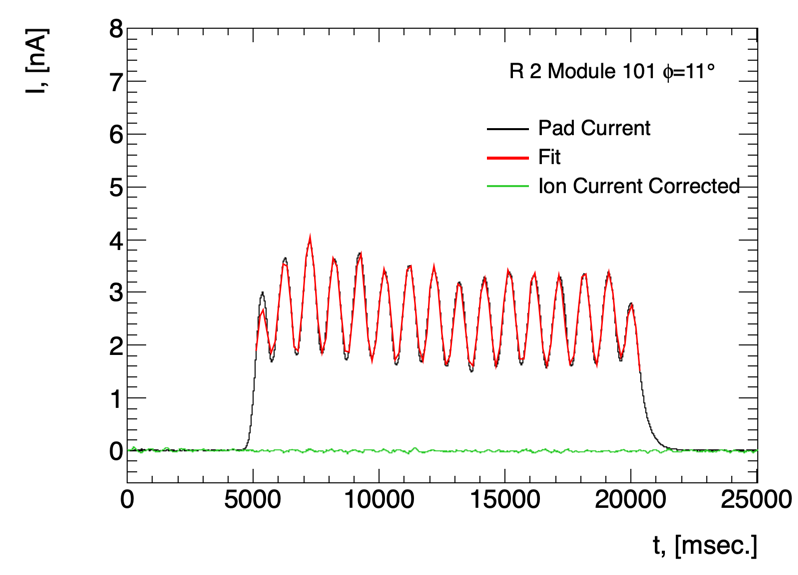 I, [nA]
8
7
6
5
4
3
2
1
0
R 2 Module 101 ϕ=11°
Pad Current
Fit
Ion Current Corrected
0 5000 10000 15000 20000 25000
t, [msec.]